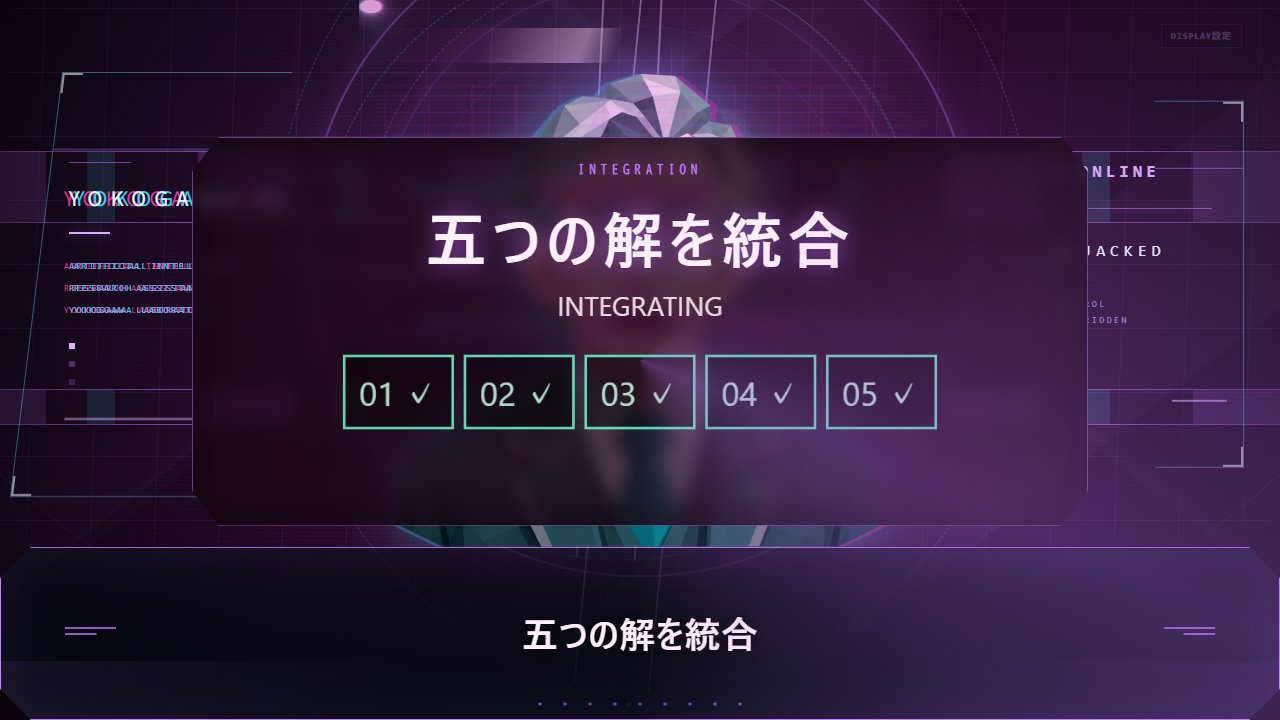 DISPLAY設定
YOKOGA
ONLINE
JACKED
INTEGRATION
五つの解を統合
INTEGRATING
01 ✓ 02 ✓ 03 ✓ 04 ✓ 05 ✓
五つの解を統合